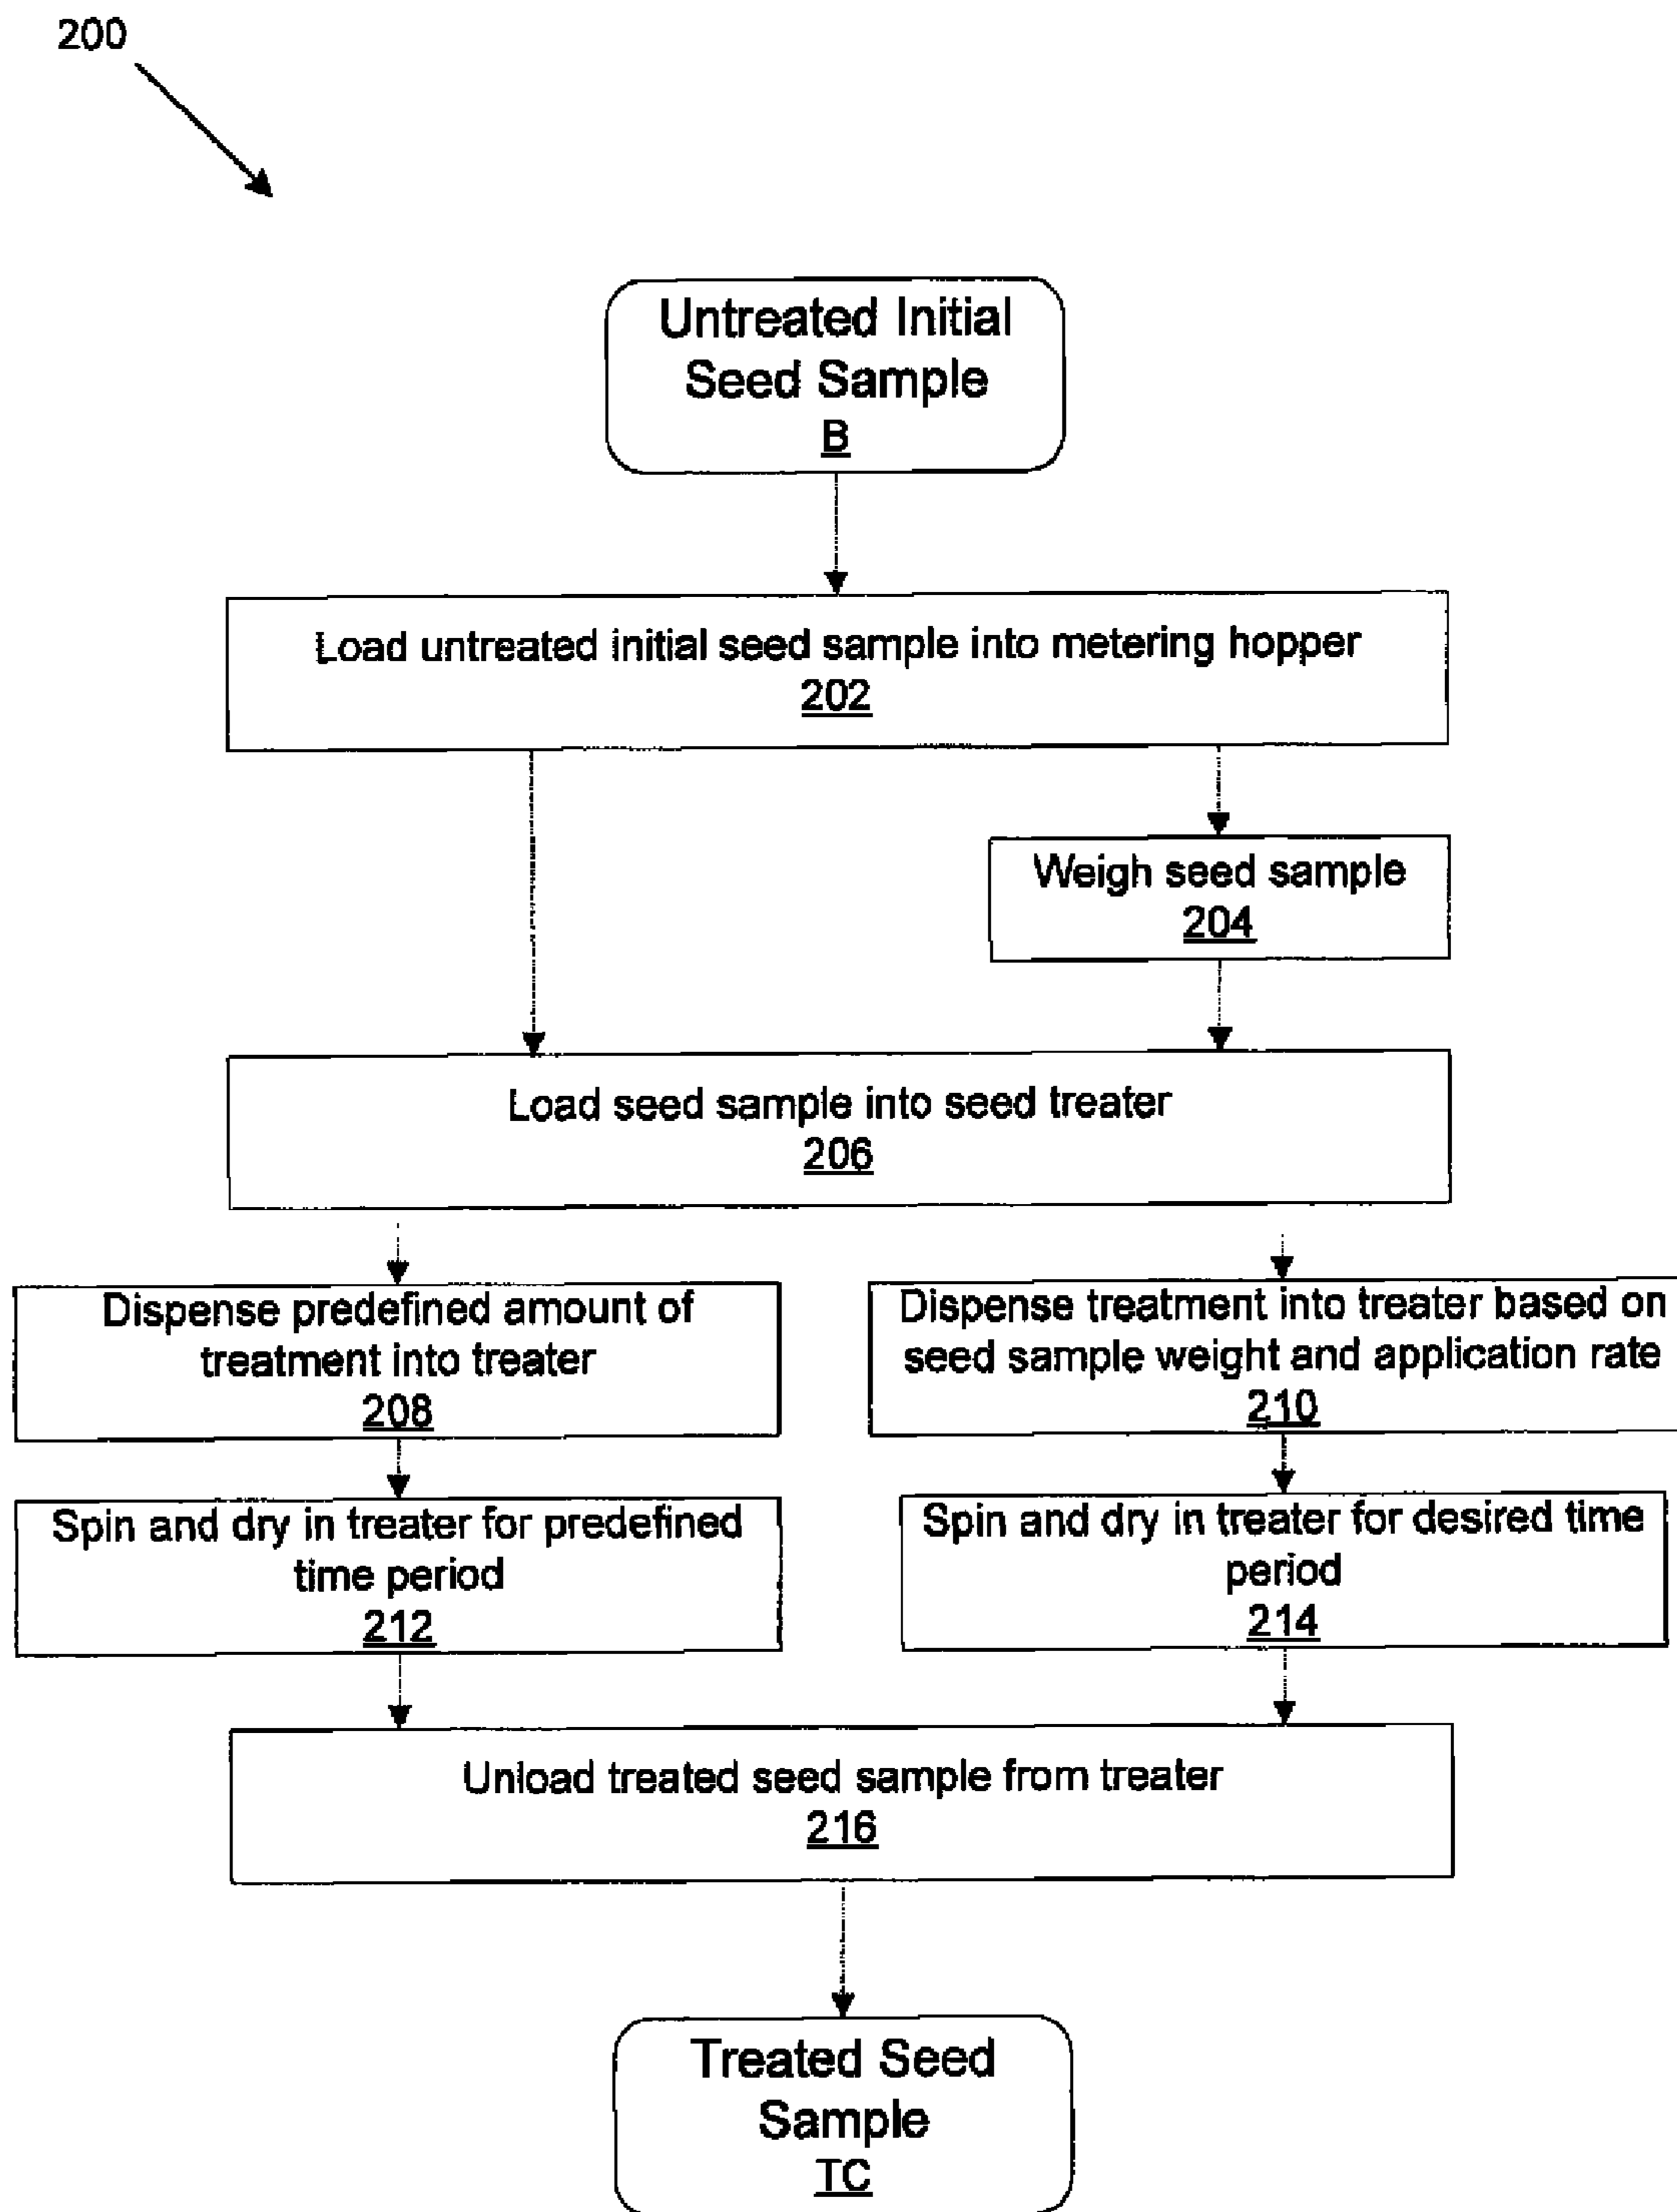 200
Untreated Initial
Seed Sample
B
Load untreated initial seed sample into metering hopper
202
Weigh seed sample
204
Load seed sample into seed treater
206
Dispense predefined amount of
treatment into treater
208
Dispense treatment into treater based on
seed sample weight and application rate
210
Spin and dry in treater for predefined
time period
212
Spin and dry in treater for desired time
period
214
Unload treated seed sample from treater
216
Treated Seed
Sample
TC